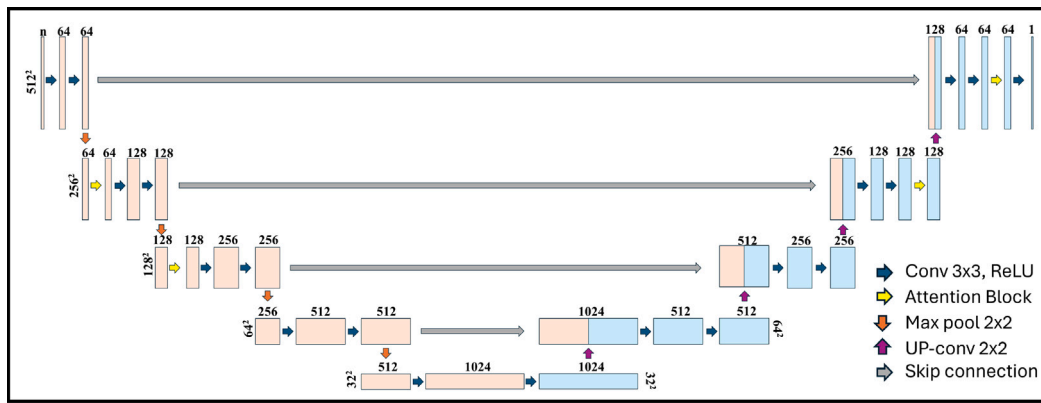 n 64 64 128 64 64 64 1
512²
64 64 128 128 256 128 128 128
256²
128 128 256 256 512 256 256
128²
Conv 3x3, ReLU
Attention Block
256 512 512 1024 512 512
64² 64²
Max pool 2x2
UP-conv 2x2
512 1024 1024
32² 32²
Skip connection